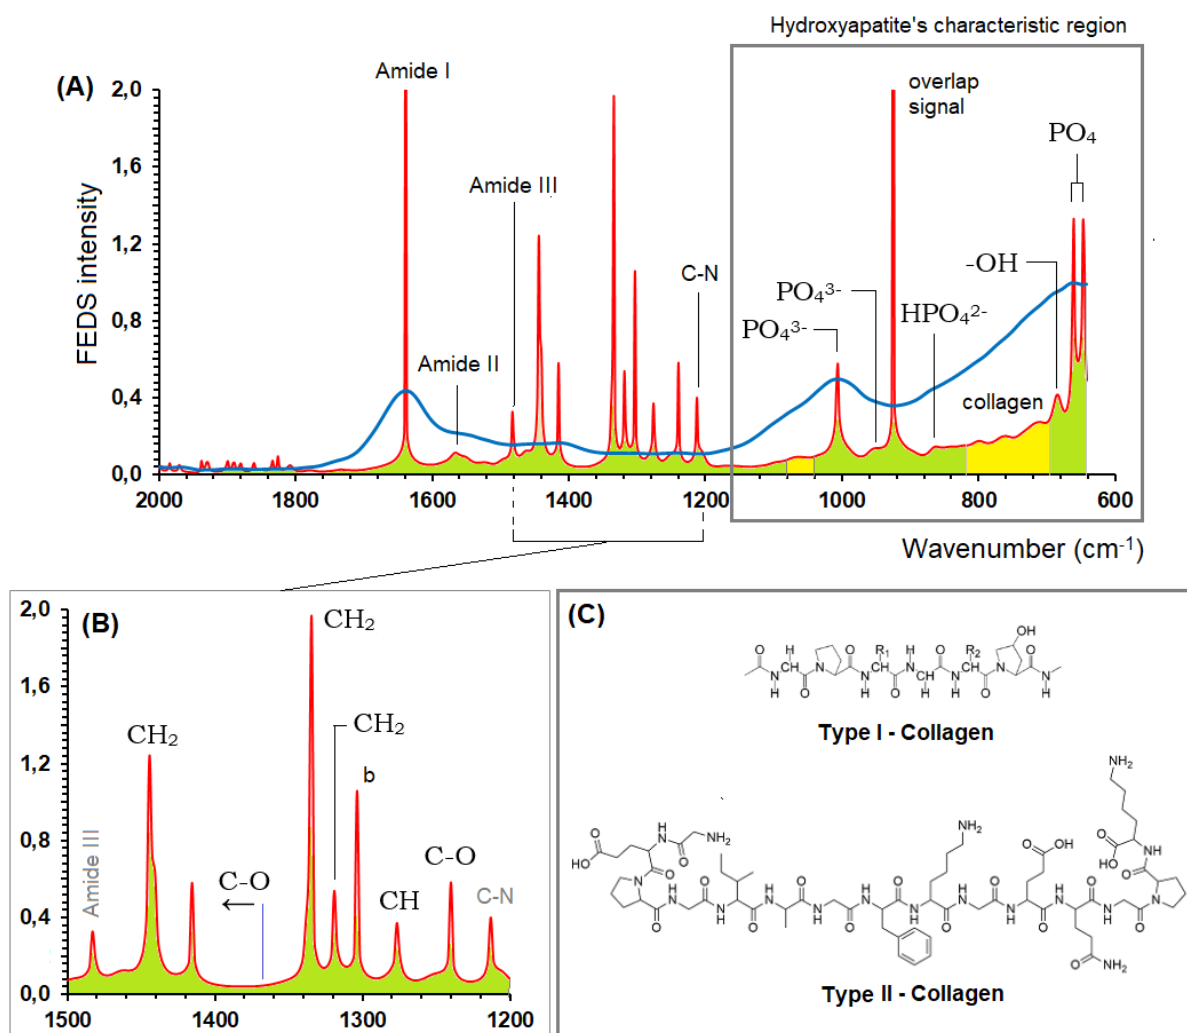 Hydroxyapatite's characteristic region
(A)
FEDS intensity
2,0
1,6
1,2
0,8
0,4
0,0
Amide I
Amide II
Amide III
C-N
overlap
signal
PO4
-OH
PO4³⁻
PO4³⁻
HPO4²⁻
collagen
2000
1800
1600
1400
1200
1000
800
600
Wavenumber (cm⁻¹)
(B)
2,0
1,6
1,2
0,8
0,4
0,0
Amide III
CH₂
C-O
CH₂
CH₂
b
CH
C-O
C-N
1500
1400
1300
1200
(C)
O
N
H
H
C
H
O
N
O
N
H
R₁
C
H
O
H
N
C
H
O
N
H
R₂
C
H
O
N
OH
O
N
H
Type I - Collagen
HO
O
O
H
N
O
NH₂
N
O
H
N
O
N
H
O
H
N
O
N
H
O
H
N
O
N
H
NH₂
O
H
N
O
N
H
O
OH
O
H
N
O
NH₂
O
N
H
O
N
O
H
N
HO
O
NH₂
Type II - Collagen